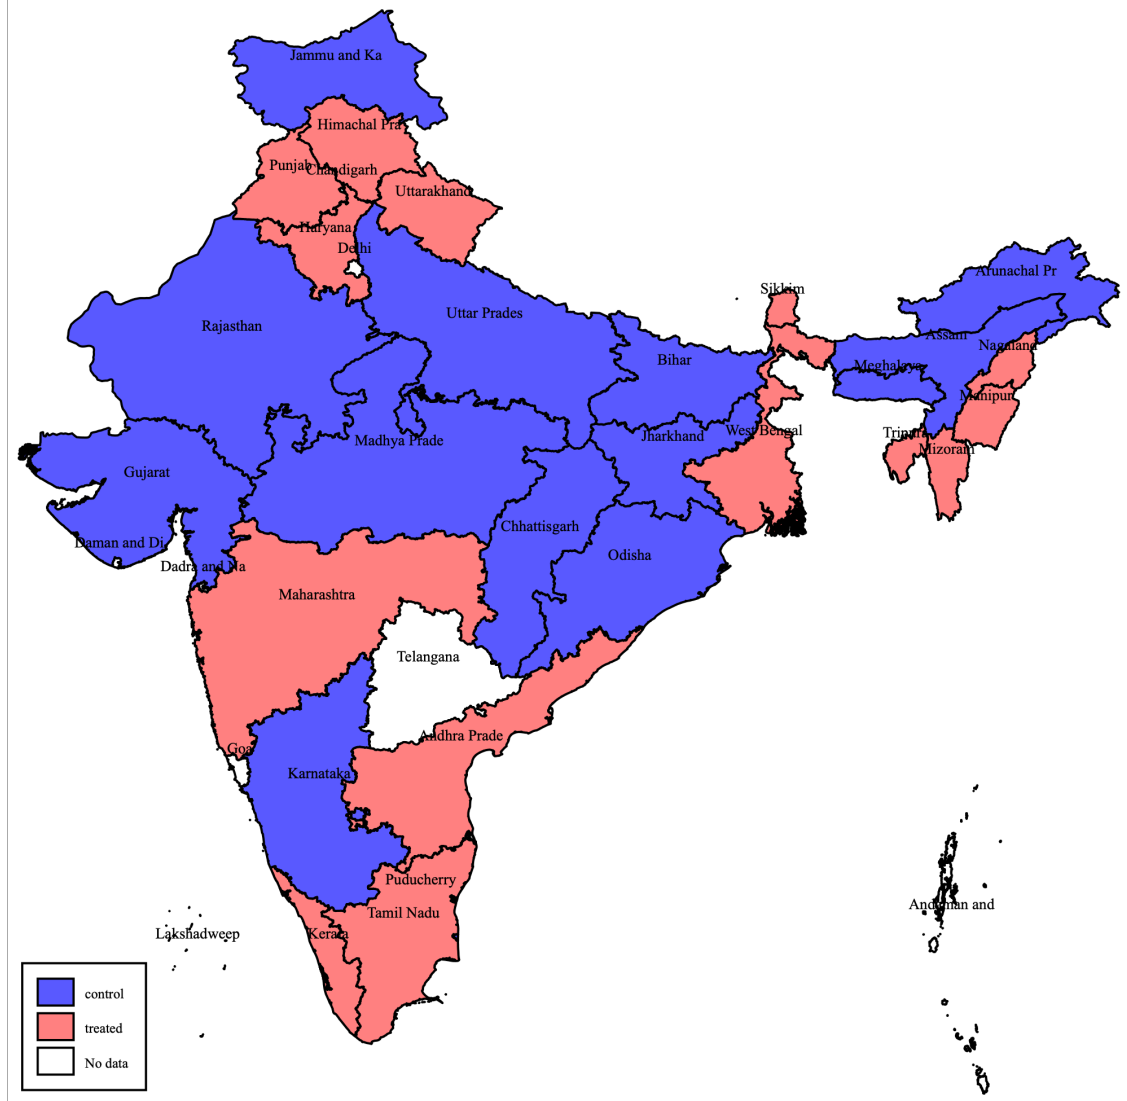 Jammu and Ka
Himachal Pra
Punjab
Chandigarh
Uttarakhand
Haryana
Delhi
Arunachal Pr
Sikkim
Uttar Prades
Rajasthan
Assam
Nagaland
Bihar
Meghalaya
Manipur
West Bengal
Tripura
Jharkhand
Madhya Prade
Mizoram
Gujarat
Chhattisgarh
Daman and Di
Odisha
Dadra and Na
Maharashtra
Telangana
Andhra Prade
Goa
Karnataka
Puducherry
Andaman and
Tamil Nadu
Lakshadweep
Kerala
control
treated
No data